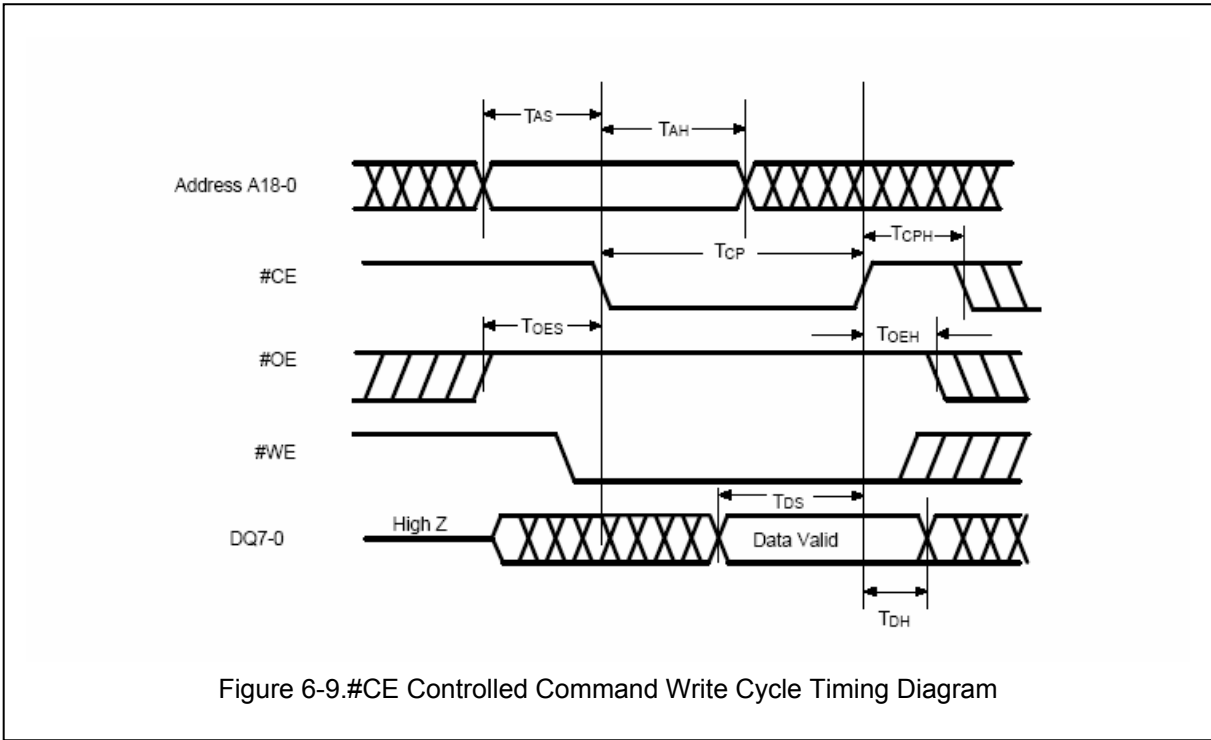 TAS
TAH
Address A18-0
TCPH
TCP
#CE
TOES
TOEH
#OE
#WE
TDS
High Z
DQ7-0
Data Valid
TDH
Figure 6-9.#CE Controlled Command Write Cycle Timing Diagram